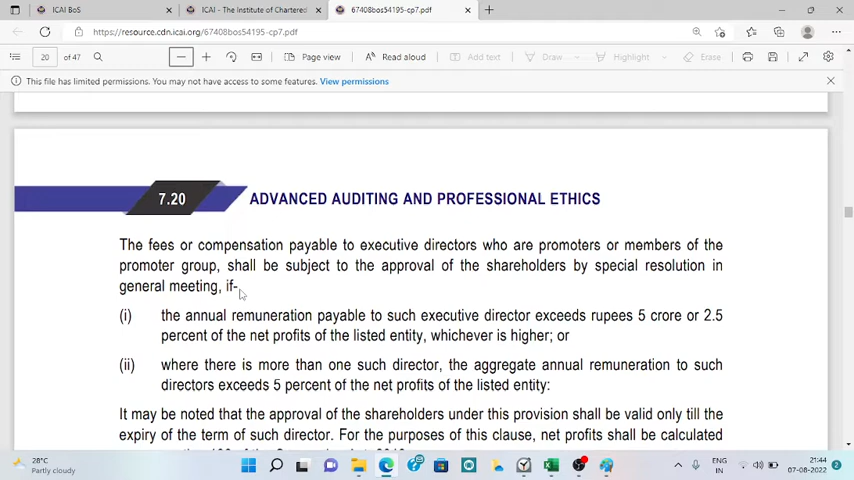 ICAI BoS
ICAI - The Institute of Chartered
67408bos54195-cp7.pdf
https://resource.cdn.icai.org/67408bos54195-cp7.pdf
20 of 47
Page view
Read aloud
Add text
Draw
Highlight
Erase
This file has limited permissions. You may not have access to some features. View permissions
7.20 ADVANCED AUDITING AND PROFESSIONAL ETHICS
The fees or compensation payable to executive directors who are promoters or members of the
promoter group, shall be subject to the approval of the shareholders by special resolution in
general meeting, if-
(i) the annual remuneration payable to such executive director exceeds rupees 5 crore or 2.5
percent of the net profits of the listed entity, whichever is higher; or
(ii) where there is more than one such director, the aggregate annual remuneration to such
directors exceeds 5 percent of the net profits of the listed entity:
It may be noted that the approval of the shareholders under this provision shall be valid only till the
expiry of the term of such director. For the purposes of this clause, net profits shall be calculated
28°C
Partly cloudy
ENG
IN
21:44
07-08-2022